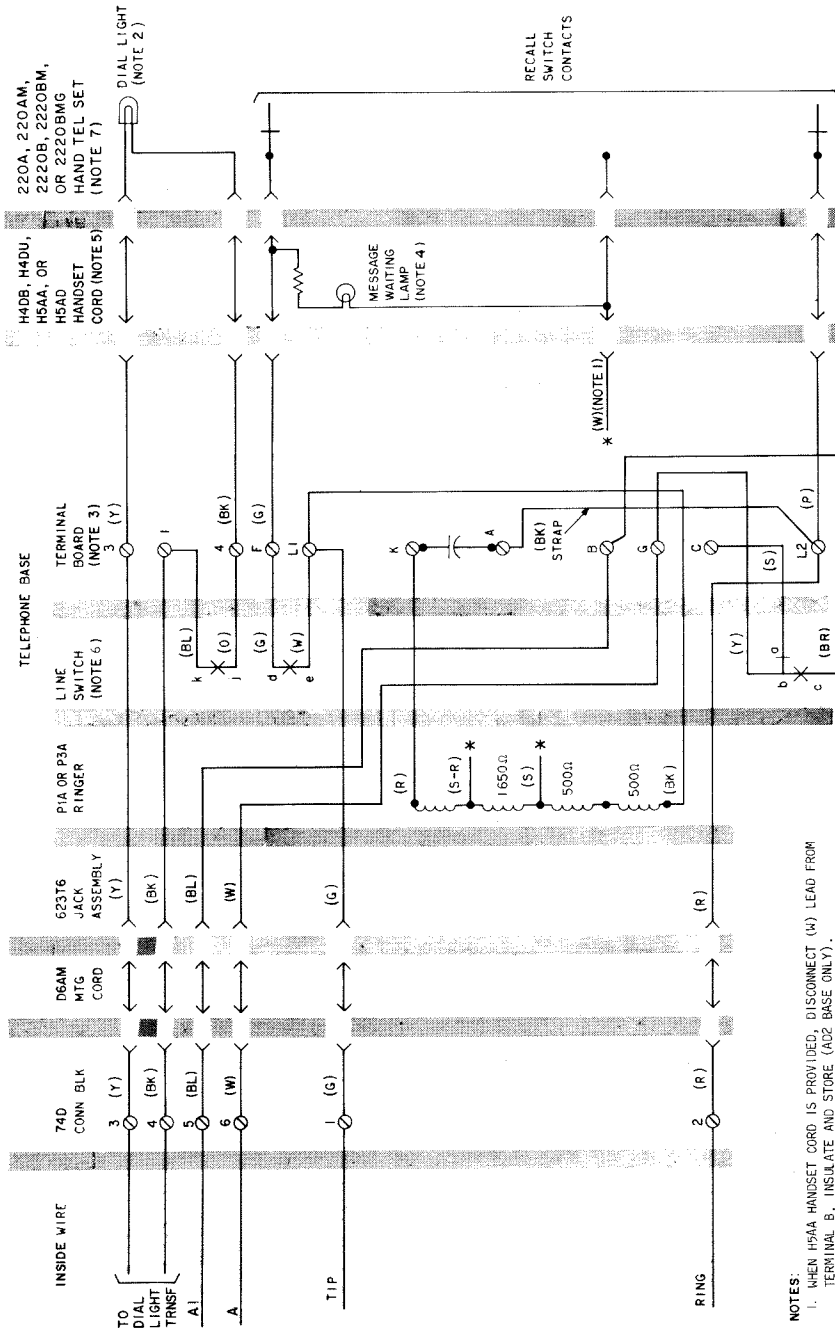 TELEPHONE BASE
INSIDE WIRE
74D
CONN BLK
D6AM
MTG
CORD
623T6
JACK
ASSEMBLY
P1A OR P3A
RINGER
LINE
SWITCH
(NOTE 6)
TERMINAL
BOARD
(NOTE 3)
H4DB, H4DU,
H5AA, OR
H5AD
HANDSET
CORD (NOTE 5)
220A, 220AM,
2220B, 2220BM,
OR 2220BMG
HAND TEL SET
(NOTE 7)
DIAL LIGHT
(NOTE 2)
TO
DIAL
LIGHT
TRNSF
3
(Y)
(Y)
3
(Y)
4
(BK)
(BK)
1
A1
5
(BL)
(BL)
A
6
(W)
(W)
(BL)
k
(O)
j
4
(BK)
(G)
d
(W)
e
F
(G)
L1
TIP
1
(G)
(G)
MESSAGE
WAITING
LAMP
(NOTE 4)
RECALL
SWITCH
CONTACTS
(R)
(S-R)
*
1650Ω
(S)
*
500Ω
500Ω
(BK)
K
A
(BK)
STRAP
B
* (W)(NOTE 1)
G
C
(S)
(Y)
a
b
c
(BR)
L2
(P)
RING
2
(R)
(R)
NOTES:
1. WHEN H5AA HANDSET CORD IS PROVIDED, DISCONNECT (W) LEAD FROM
TERMINAL B, INSULATE AND STORE (AD2 BASE ONLY).